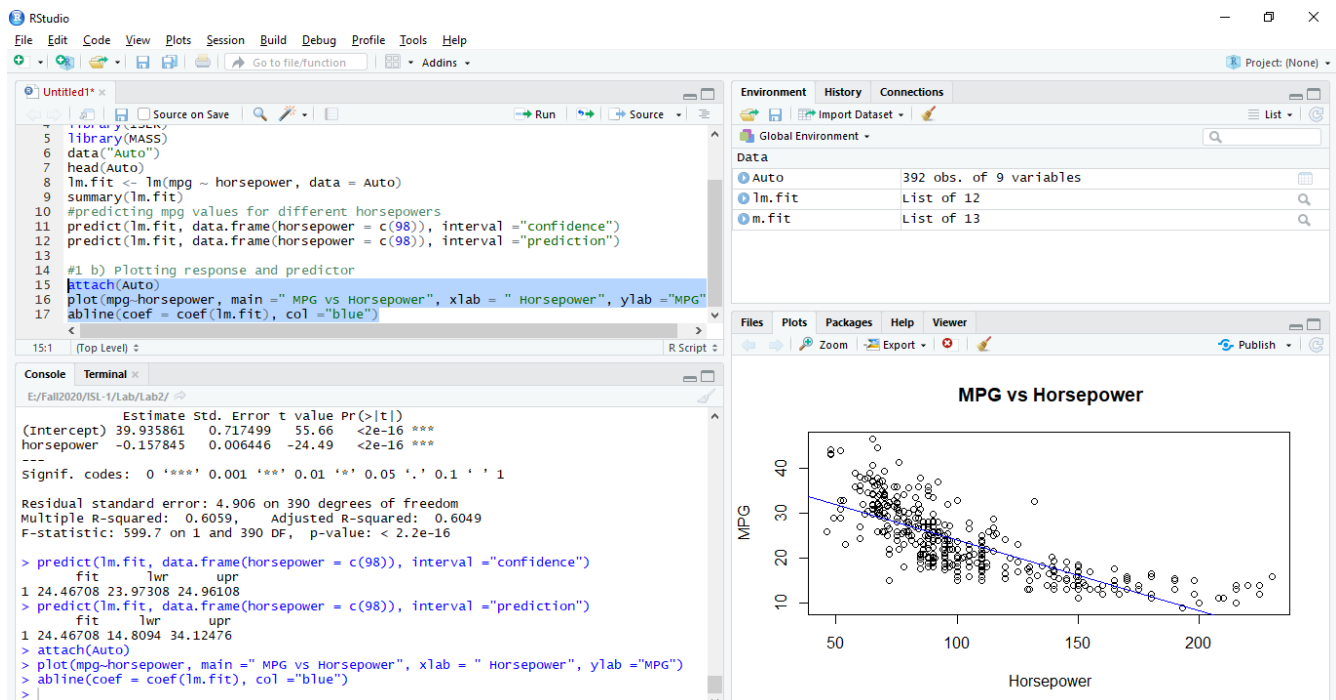 RStudio
File Edit Code View Plots Session Build Debug Profile Tools Help
Go to file/function Addins Project: (None)
Untitled1*
Source on Save Run Source
5 library(MASS)
6 data("Auto")
7 head(Auto)
8 lm.fit <- lm(mpg ~ horsepower, data = Auto)
9 summary(lm.fit)
10 #predicting mpg values for different horsepowers
11 predict(lm.fit, data.frame(horsepower = c(98)), interval ="confidence")
12 predict(lm.fit, data.frame(horsepower = c(98)), interval ="prediction")
13
14 #1 b) Plotting response and predictor
15 attach(Auto)
16 plot(mpg~horsepower, main =" MPG vs Horsepower", xlab = " Horsepower", ylab ="MPG"
17 abline(coef = coef(lm.fit), col ="blue")
15:1 (Top Level) R Script
Console Terminal
E:/Fall2020/ISL-1/Lab/Lab2/
Estimate Std. Error t value Pr(>|t|)
(Intercept) 39.935861 0.717499 55.66 <2e-16 ***
horsepower -0.157845 0.006446 -24.49 <2e-16 ***
---
Signif. codes: 0 ‘***’ 0.001 ‘**’ 0.01 ‘*’ 0.05 ‘.’ 0.1 ‘ ’ 1
Residual standard error: 4.906 on 390 degrees of freedom
Multiple R-squared: 0.6059, Adjusted R-squared: 0.6049
F-statistic: 599.7 on 1 and 390 DF, p-value: < 2.2e-16
> predict(lm.fit, data.frame(horsepower = c(98)), interval ="confidence")
fit lwr upr
1 24.46708 23.97308 24.96108
> predict(lm.fit, data.frame(horsepower = c(98)), interval ="prediction")
fit lwr upr
1 24.46708 14.8094 34.12476
> attach(Auto)
> plot(mpg~horsepower, main =" MPG vs Horsepower", xlab = " Horsepower", ylab ="MPG")
> abline(coef = coef(lm.fit), col ="blue")
>
Environment History Connections
Import Dataset List
Global Environment
Data
Auto 392 obs. of 9 variables
lm.fit List of 12
m.fit List of 13
Files Plots Packages Help Viewer
Zoom Export Publish
MPG vs Horsepower
MPG
40
30
20
10
50 100 150 200
Horsepower